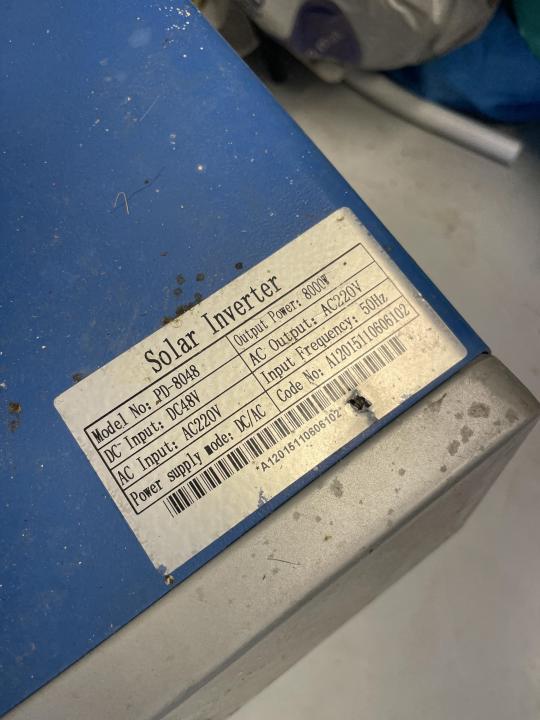 Solar Inverter
Model No: PD-8048 Output Power: 8000W
DC Input: DC48V AC Output: AC220V
AC Input: AC220V Input Frequency: 50Hz
Power supply mode: DC/AC Code No: A12015110606102
*A12015110606102*